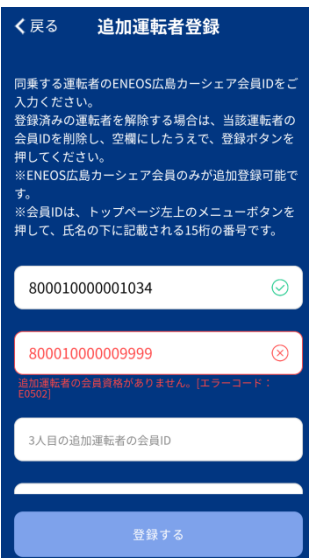 戻る 追加運転者登録
同乗する運転者のENEOS広島カーシェア会員IDをご
入力ください。
登録済みの運転者を解除する場合は、当該運転者の
会員IDを削除し、空欄にしたうえで、登録ボタンを
押してください。
※ENEOS広島カーシェア会員のみが追加登録可能で
す。
※会員IDは、トップページ左上のメニューボタンを
押して、氏名の下に記載される15桁の番号です。
800010000001034
800010000009999
追加運転者の会員資格がありません。[エラーコード：
E0502]
3人目の追加運転者の会員ID
登録する